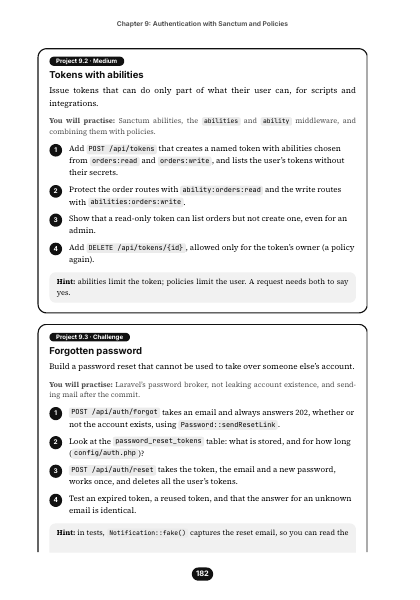 Chapter 9: Authentication with Sanctum and Policies
Project 9.2 · Medium
Tokens with abilities
Issue tokens that can do only part of what their user can, for scripts and
integrations.
You will practise: Sanctum abilities, the abilities and ability middleware, and
combining them with policies.
1 Add POST /api/tokens that creates a named token with abilities chosen
from orders:read and orders:write, and lists the user's tokens without
their secrets.
2 Protect the order routes with ability:orders:read and the write routes
with abilities:orders:write.
3 Show that a read-only token can list orders but not create one, even for an
admin.
4 Add DELETE /api/tokens/{id}, allowed only for the token's owner (a policy
again).
Hint: abilities limit the token; policies limit the user. A request needs both to say
yes.
Project 9.3 · Challenge
Forgotten password
Build a password reset that cannot be used to take over someone else's account.
You will practise: Laravel's password broker, not leaking account existence, and send-
ing mail after the commit.
1 POST /api/auth/forgot takes an email and always answers 202, whether or
not the account exists, using Password::sendResetLink.
2 Look at the password_reset_tokens table: what is stored, and for how long
(config/auth.php)?
3 POST /api/auth/reset takes the token, the email and a new password,
works once, and deletes all the user's tokens.
4 Test an expired token, a reused token, and that the answer for an unknown
email is identical.
Hint: in tests, Notification::fake() captures the reset email, so you can read the
182